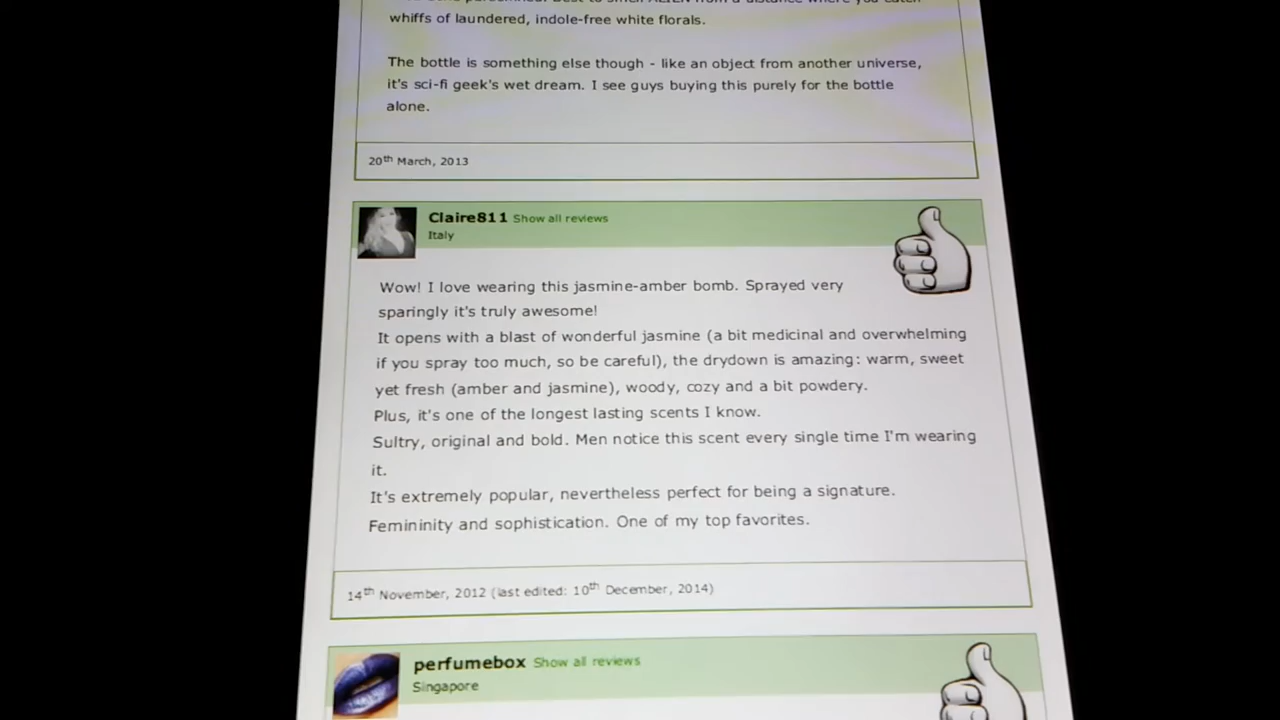 whiffs of laundered, indole-free white florals.
The bottle is something else though - like an object from another universe,
it's sci-fi geek's wet dream. I see guys buying this purely for the bottle
alone.
20th March, 2013
Claire811 Show all reviews
Italy
Wow! I love wearing this jasmine-amber bomb. Sprayed very
sparingly it's truly awesome!
It opens with a blast of wonderful jasmine (a bit medicinal and overwhelming
if you spray too much, so be careful), the drydown is amazing: warm, sweet
yet fresh (amber and jasmine), woody, cozy and a bit powdery.
Plus, it's one of the longest lasting scents I know.
Sultry, original and bold. Men notice this scent every single time I'm wearing
it.
It's extremely popular, nevertheless perfect for being a signature.
Femininity and sophistication. One of my top favorites.
14th November, 2012 (last edited: 10th December, 2014)
perfumebox Show all reviews
Singapore